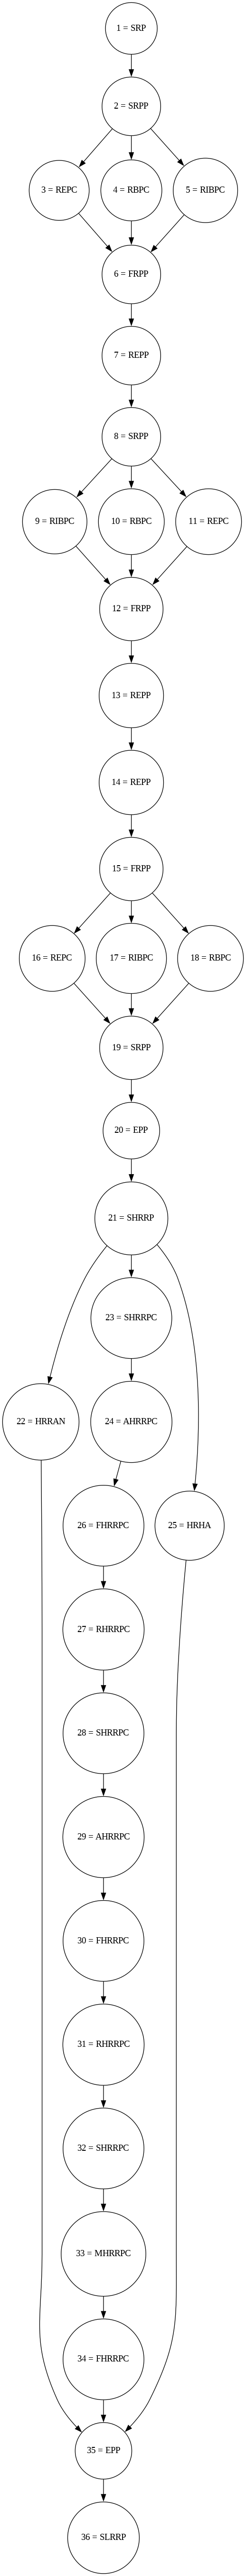 1 = SRP
2 = SRPP
3 = REPC
4 = RBPC
5 = RIBPC
6 = FRPP
7 = REPP
8 = SRPP
9 = RIBPC
10 = RBPC
11 = REPC
12 = FRPP
13 = REPP
14 = REPP
15 = FRPP
16 = REPC
17 = RIBPC
18 = RBPC
19 = SRPP
20 = EPP
21 = SHRRP
23 = SHRRPC
22 = HRRAN
24 = AHRRPC
26 = FHRRPC
25 = HRHA
27 = RHRRPC
28 = SHRRPC
29 = AHRRPC
30 = FHRRPC
31 = RHRRPC
32 = SHRRPC
33 = MHRRPC
34 = FHRRPC
35 = EPP
36 = SLRRP